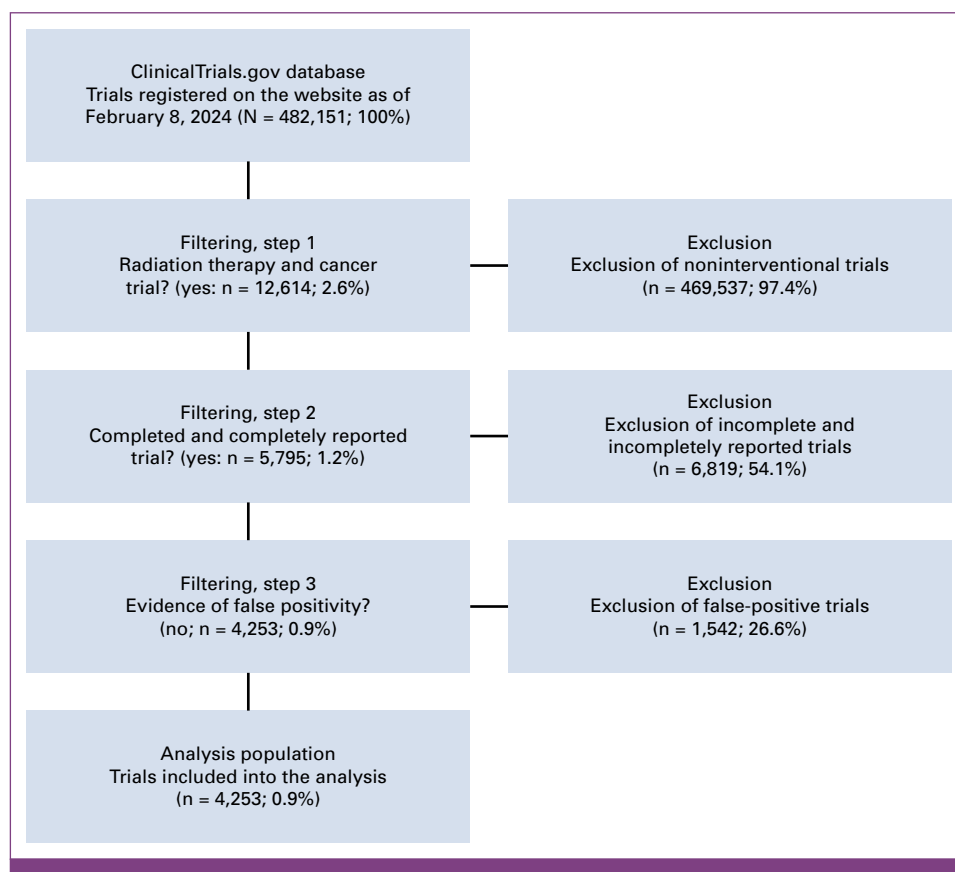 ClinicalTrials.gov database
Trials registered on the website as of
February 8, 2024 (N = 482,151; 100%)
Filtering, step 1
Radiation therapy and cancer
trial? (yes: n = 12,614; 2.6%)
Exclusion
Exclusion of noninterventional trials
(n = 469,537; 97.4%)
Filtering, step 2
Completed and completely reported
trial? (yes: n = 5,795; 1.2%)
Exclusion
Exclusion of incomplete and
incompletely reported trials
(n = 6,819; 54.1%)
Filtering, step 3
Evidence of false positivity?
(no; n = 4,253; 0.9%)
Exclusion
Exclusion of false-positive trials
(n = 1,542; 26.6%)
Analysis population
Trials included into the analysis
(n = 4,253; 0.9%)